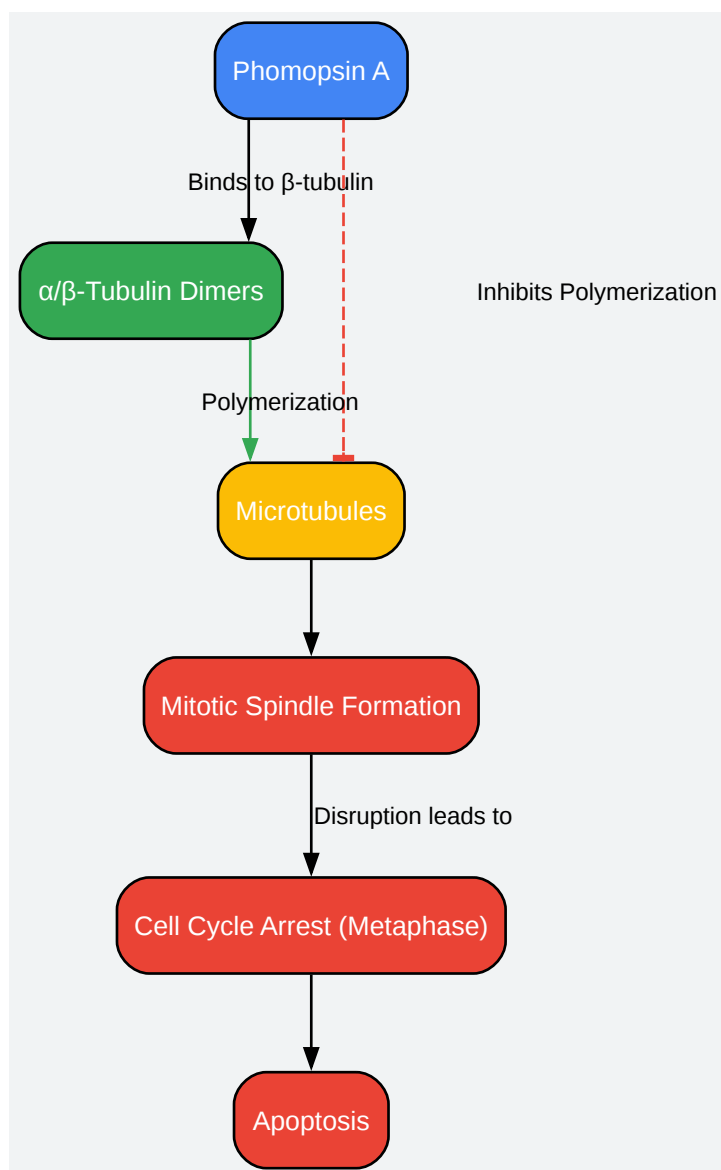 Phomopsin A
Binds to β-tubulin
α/β-Tubulin Dimers
Inhibits Polymerization
Polymerization
Microtubules
Mitotic Spindle Formation
Disruption leads to
Cell Cycle Arrest (Metaphase)
Apoptosis